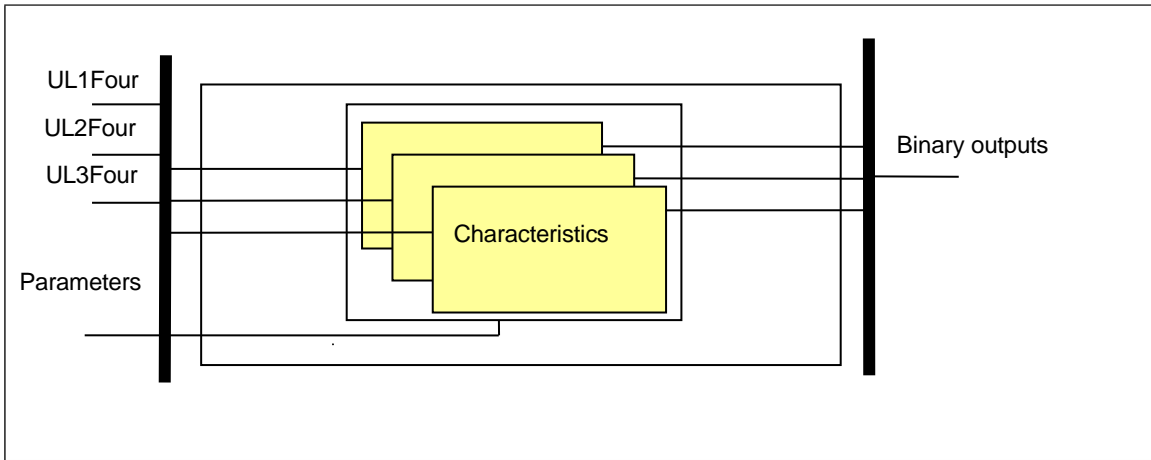 UL1Four
UL2Four
UL3Four
Parameters
Characteristics
Binary outputs